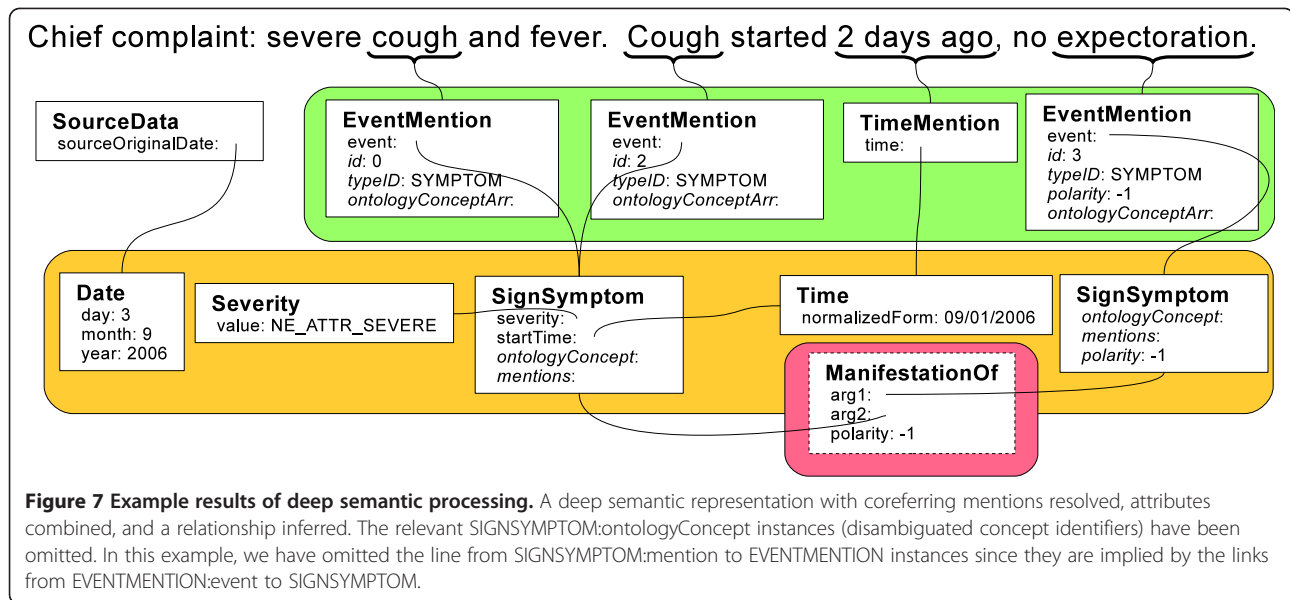 Chief complaint: severe cough and fever. Cough started 2 days ago, no expectoration.
SourceData
sourceOriginalDate:
EventMention
event:
id: 0
typeID: SYMPTOM
ontologyConceptArr:
EventMention
event:
id: 2
typeID: SYMPTOM
ontologyConceptArr:
TimeMention
time:
EventMention
event:
id: 3
typeID: SYMPTOM
polarity: -1
ontologyConceptArr:
Date
day: 3
month: 9
year: 2006
Severity
value: NE_ATTR_SEVERE
SignSymptom
severity:
startTime:
ontologyConcept:
mentions:
Time
normalizedForm: 09/01/2006
SignSymptom
ontologyConcept:
mentions:
polarity: -1
ManifestationOf
arg1:
arg2:
polarity: -1
Figure 7 Example results of deep semantic processing. A deep semantic representation with coreferring mentions resolved, attributes
combined, and a relationship inferred. The relevant SIGNSYMPTOM:ontologyConcept instances (disambiguated concept identifiers) have been
omitted. In this example, we have omitted the line from SIGNSYMPTOM:mention to EVENTMENTION instances since they are implied by the links
from EVENTMENTION:event to SIGNSYMPTOM.